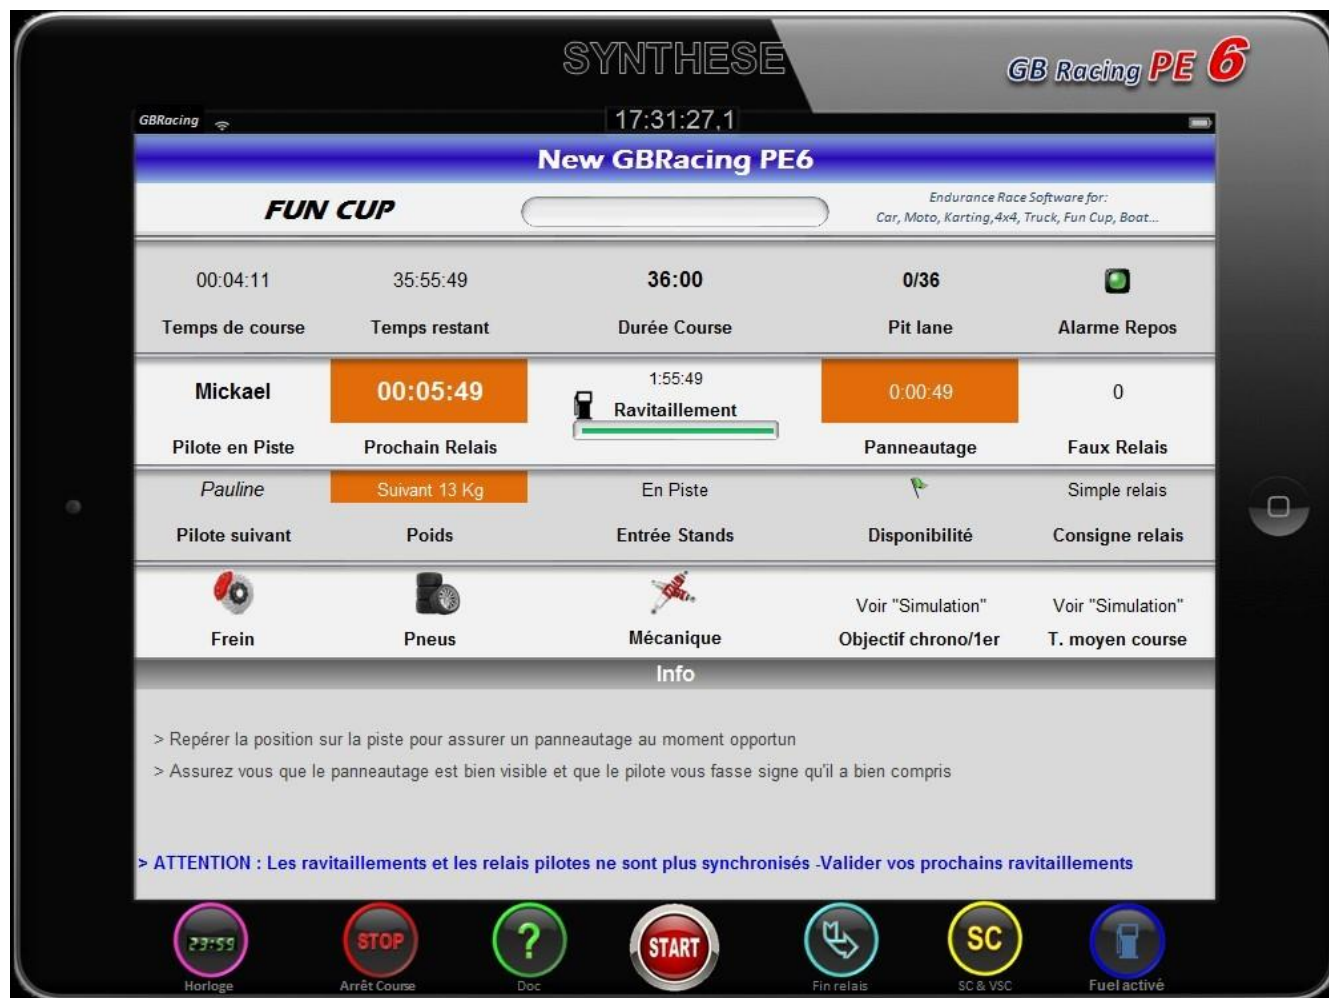 SYNTHESE
GB Racing PE 6
GBRacing
17:31:27,1
New GBRacing PE6
FUN CUP
Endurance Race Software for:
Car, Moto, Karting,4x4, Truck, Fun Cup, Boat...
00:04:11 35:55:49 36:00 0/36
Temps de course Temps restant Durée Course Pit lane Alarme Repos
Mickael 00:05:49 1:55:49 0:00:49 0
Ravitaillement
Pilote en Piste Prochain Relais Panneautage Faux Relais
Pauline Suivant 13 Kg En Piste Simple relais
Pilote suivant Poids Entrée Stands Disponibilité Consigne relais
Voir "Simulation" Voir "Simulation"
Frein Pneus Mécanique Objectif chrono/1er T. moyen course
Info
> Repérer la position sur la piste pour assurer un panneautage au moment opportun
> Assurez vous que le panneautage est bien visible et que le pilote vous fasse signe qu'il a bien compris
> ATTENTION : Les ravitaillements et les relais pilotes ne sont plus synchronisés -Valider vos prochains ravitaillements
23:59 STOP ? START SC
Horloge Arrêt Course Doc Fin relais SC & VSC Fuel activé